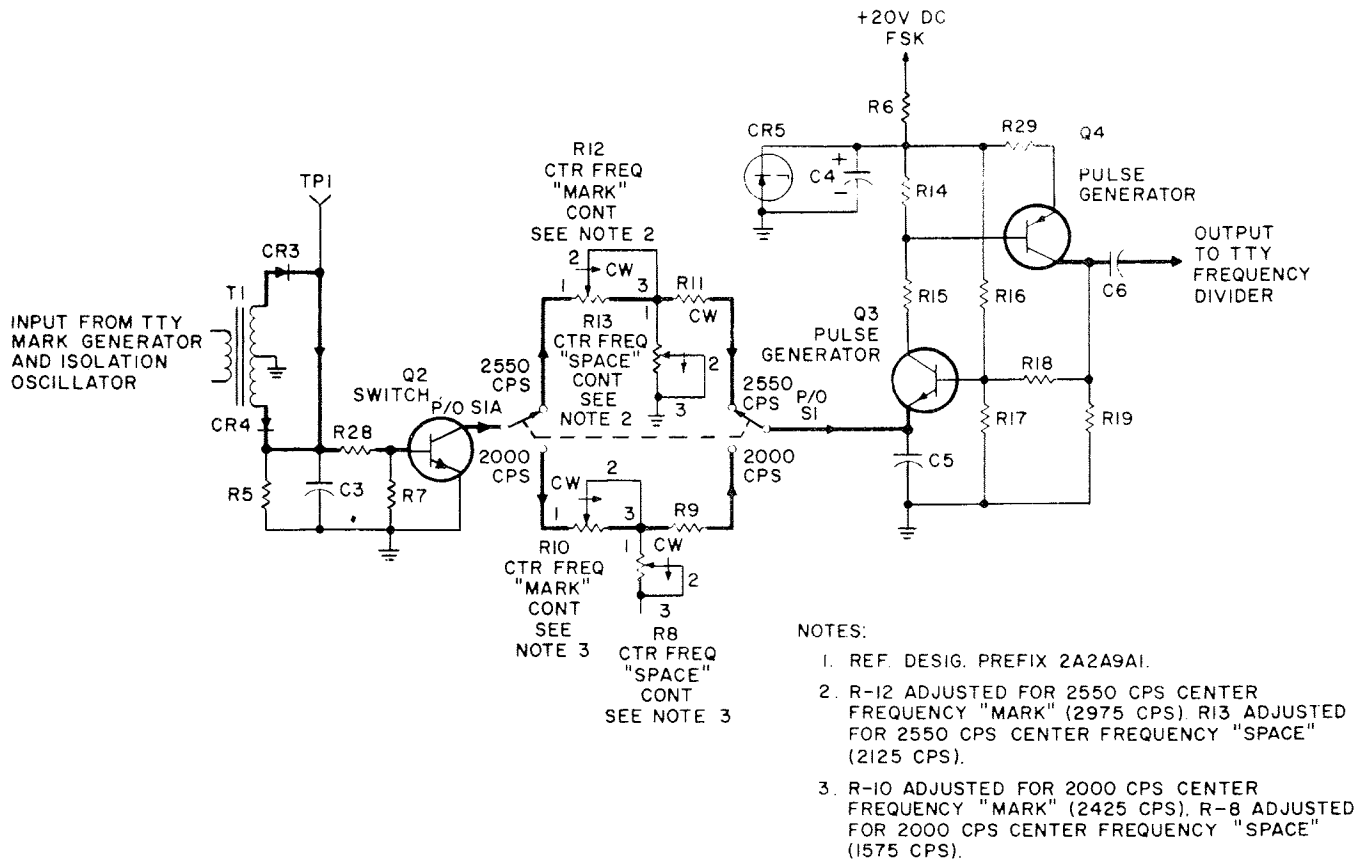 +20V DC
FSK
R6
CR5
R29
Q4
+
C4
-
R14
PULSE
GENERATOR
R12
CTR FREQ
"MARK"
CONT
SEE NOTE 2
TP1
CR3
T1
2
CW
1
3
R11
CW
1
R13
CTR FREQ
"SPACE"
CONT
SEE
NOTE 2
2
3
R15
R16
C6
OUTPUT
TO TTY
FREQUENCY
DIVIDER
Q3
PULSE
GENERATOR
INPUT FROM TTY
MARK GENERATOR
AND ISOLATION
OSCILLATOR
2550
CPS
2550
CPS
P/O
S1
R18
Q2
SWITCH
P/O S1A
CR4
R28
R17
R19
2000
CPS
2000
CPS
C5
R5
C3
R7
2
CW
1
3
R9
CW
1
2
3
R10
CTR FREQ
"MARK"
CONT
SEE
NOTE 3
R8
CTR FREQ
"SPACE"
CONT
SEE NOTE 3
NOTES:
1. REF. DESIG. PREFIX 2A2A9A1.
2. R-12 ADJUSTED FOR 2550 CPS CENTER
FREQUENCY "MARK" (2975 CPS). R13 ADJUSTED
FOR 2550 CPS CENTER FREQUENCY "SPACE"
(2125 CPS).
3. R-10 ADJUSTED FOR 2000 CPS CENTER
FREQUENCY "MARK" (2425 CPS). R-8 ADJUSTED
FOR 2000 CPS CENTER FREQUENCY "SPACE"
(1575 CPS).